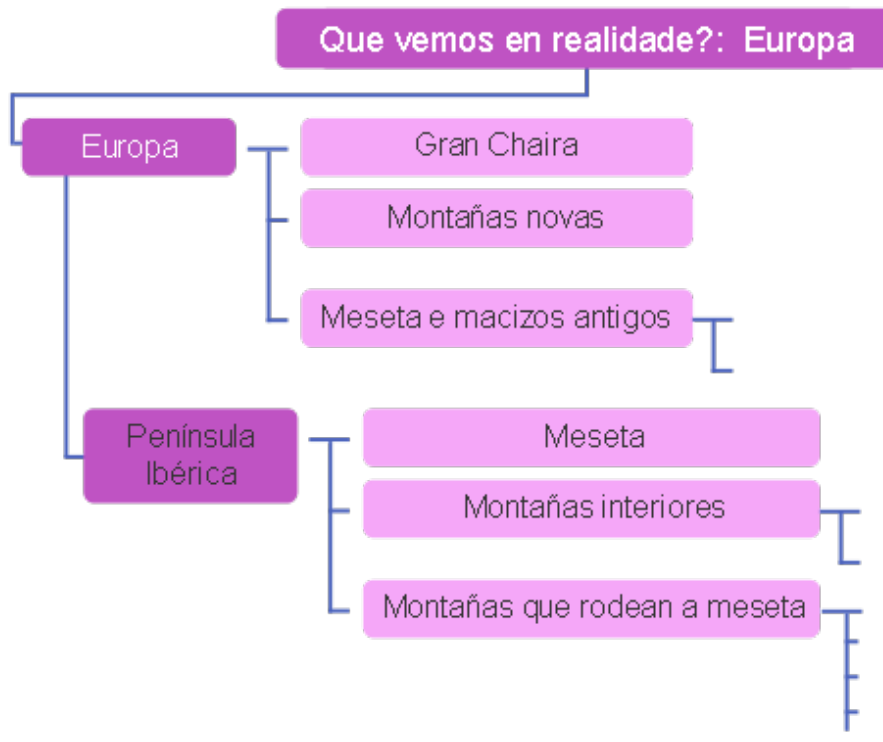 Que vemos en realidade?: Europa
Europa
Gran Chaira
Montañas novas
Meseta e macizos antigos
Península
Ibérica
Meseta
Montañas interiores
Montañas que rodean a meseta